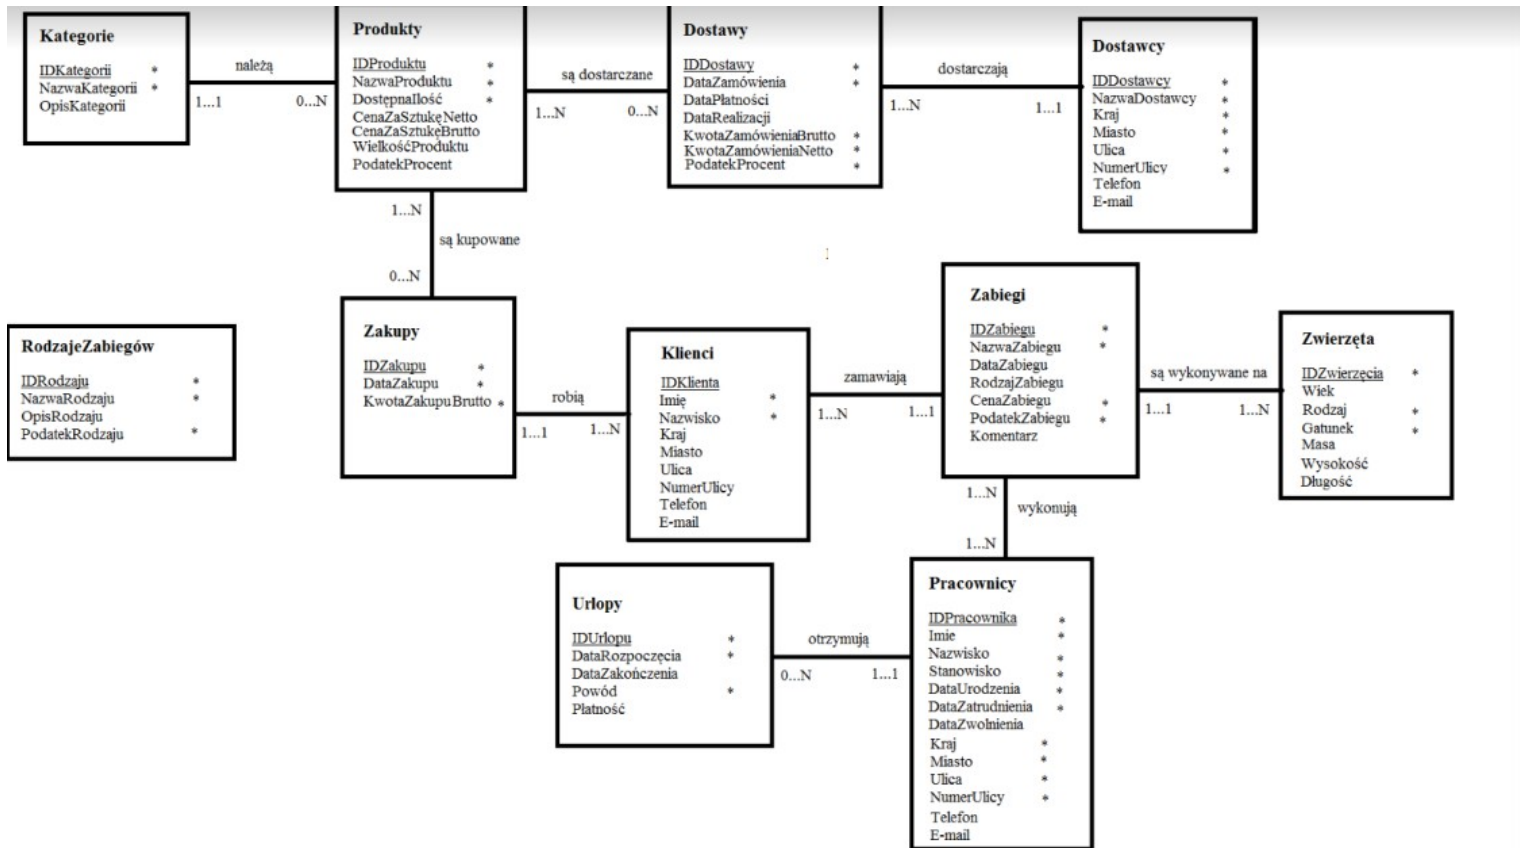 Kategorie
IDKategorii *
NazwaKategorii *
OpisKategorii
należą
1...1
0...N
Produkty
IDProduktu *
NazwaProduktu *
DostępnaIlość *
CenaZaSztukęNetto
CenaZaSztukęBrutto
WielkośćProduktu
PodatekProcent
są dostarczane
1...N
0...N
Dostawy
IDDostawy *
DataZamówienia *
DataPłatności
DataRealizacji
KwotaZamówieniaBrutto *
KwotaZamówieniaNetto *
PodatekProcent *
dostarczają
1...N
1...1
Dostawcy
IDDostawcy *
NazwaDostawcy *
Kraj *
Miasto *
Ulica *
NumerUlicy *
Telefon
E-mail
1...N
są kupowane
0...N
RodzajeZabiegów
IDRodzaju *
NazwaRodzaju *
OpisRodzaju
PodatekRodzaju *
Zakupy
IDZakupu *
DataZakupu *
KwotaZakupuBrutto *
robią
1...1
1...N
Klienci
IDKlienta
Imię *
Nazwisko *
Kraj
Miasto
Ulica
NumerUlicy
Telefon
E-mail
zamawiają
1...N
1...1
Zabiegi
IDZabiegu *
NazwaZabiegu *
DataZabiegu
RodzajZabiegu
CenaZabiegu *
PodatekZabiegu *
Komentarz
są wykonywane na
1...1
1...N
Zwierzęta
IDZwierzęcia *
Wiek
Rodzaj *
Gatunek *
Masa
Wysokość
Długość
1...N
wykonują
1...N
Urlopy
IDUrlopu *
DataRozpoczęcia *
DataZakończenia
Powód *
Płatność
otrzymują
0...N
1...1
Pracownicy
IDPracownika *
Imie *
Nazwisko *
Stanowisko *
DataUrodzenia *
DataZatrudnienia *
DataZwolnienia
Kraj *
Miasto *
Ulica *
NumerUlicy *
Telefon
E-mail